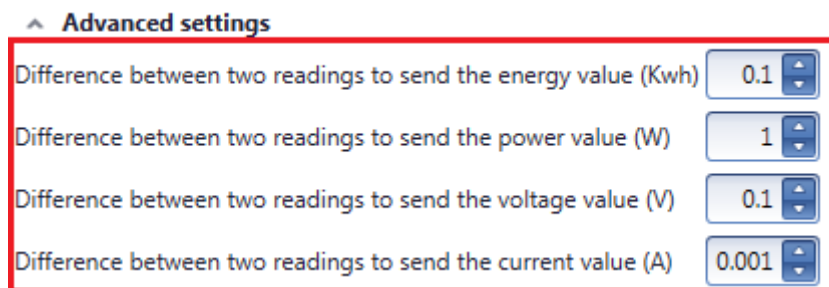 Advanced settings
Difference between two readings to send the energy value (Kwh) 0.1
Difference between two readings to send the power value (W) 1
Difference between two readings to send the voltage value (V) 0.1
Difference between two readings to send the current value (A) 0.001